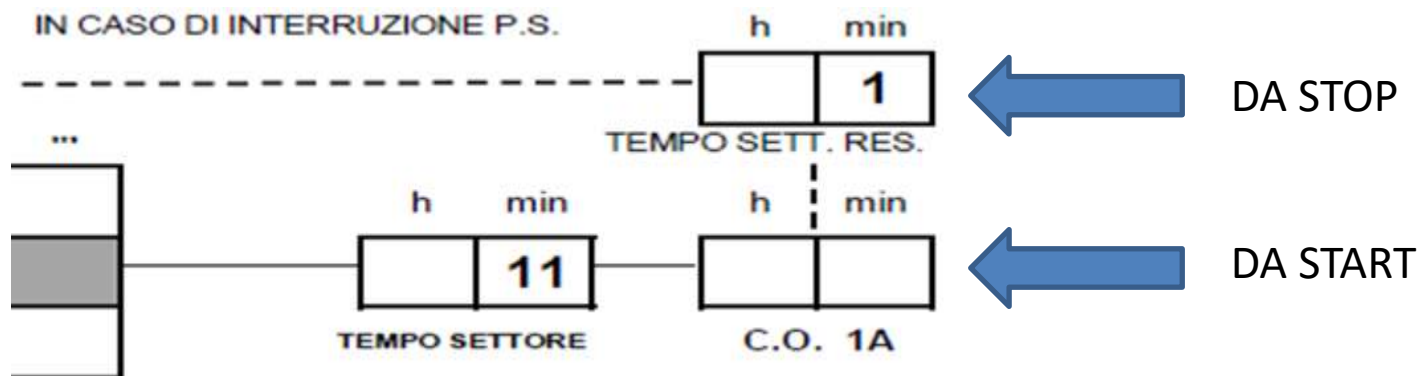 IN CASO DI INTERRUZIONE P.S. h min
1 DA STOP
... TEMPO SETT. RES.
h min h min
11 DA START
TEMPO SETTORE C.O. 1A